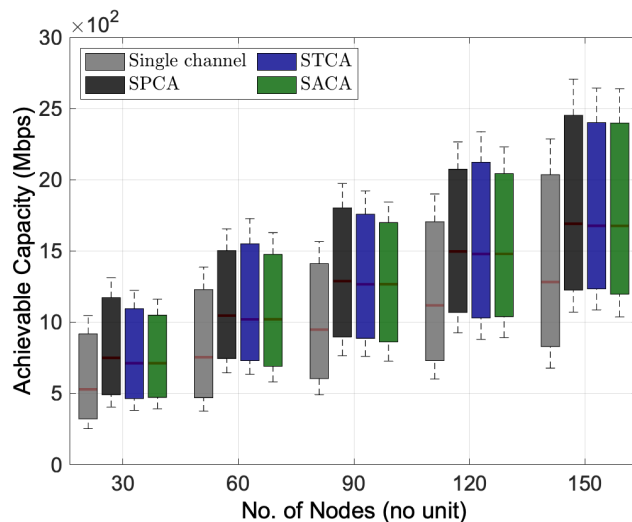 ×10²
30
25
20
15
10
5
0
Achievable Capacity (Mbps)
Single channel
STCA
SPCA
SACA
30 60 90 120 150
No. of Nodes (no unit)